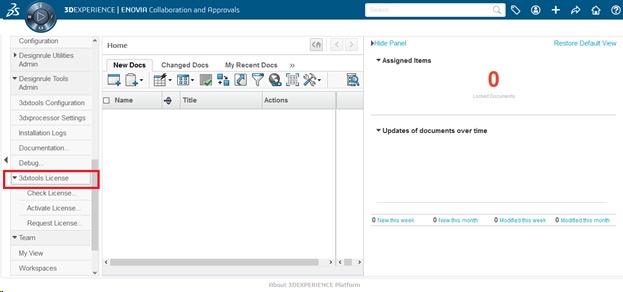 3DEXPERIENCE | ENOVIA Collaboration and Approvals
Search
Configuration
Designrule Utilities
Admin
Designrule Tools
Admin
3dxtools Configuration
3dxprocessor Settings
Installation Logs
Documentation...
Debug...
3dxtools License
Check License...
Activate License...
Request License...
Team
My View
Workspaces
Home
New Docs
Changed Docs
My Recent Docs
Name
Title
Actions
Hide Panel
Restore Default View
Assigned Items
0
Locked Documents
Updates of documents over time
0 New this week
0 New this month
0 Modified this week
0 Modified this month
About 3DEXPERIENCE Platform